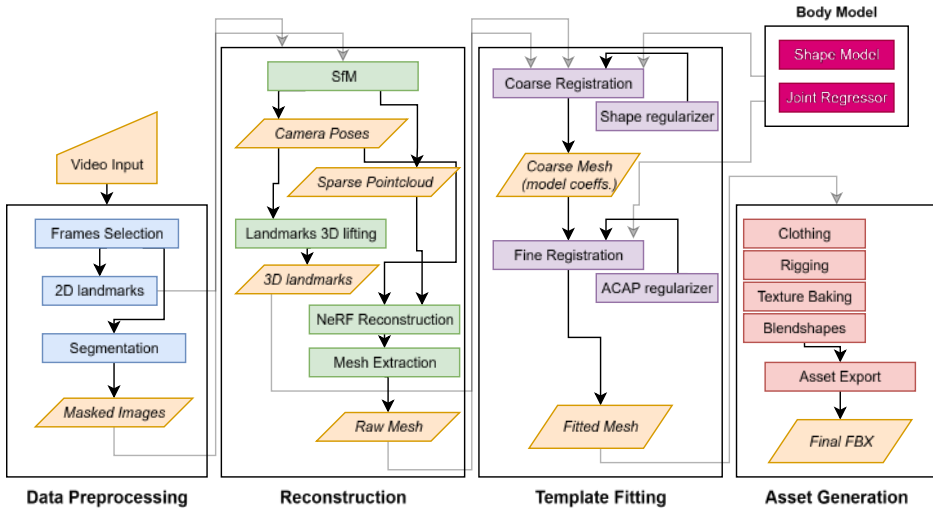 Body Model
Shape Model
Joint Regressor
Video Input
Frames Selection
2D landmarks
Segmentation
Masked Images
Data Preprocessing
SfM
Camera Poses
Sparse Pointcloud
Landmarks 3D lifting
3D landmarks
NeRF Reconstruction
Mesh Extraction
Raw Mesh
Reconstruction
Coarse Registration
Shape regularizer
Coarse Mesh
(model coeffs.)
Fine Registration
ACAP regularizer
Fitted Mesh
Template Fitting
Clothing
Rigging
Texture Baking
Blendshapes
Asset Export
Final FBX
Asset Generation